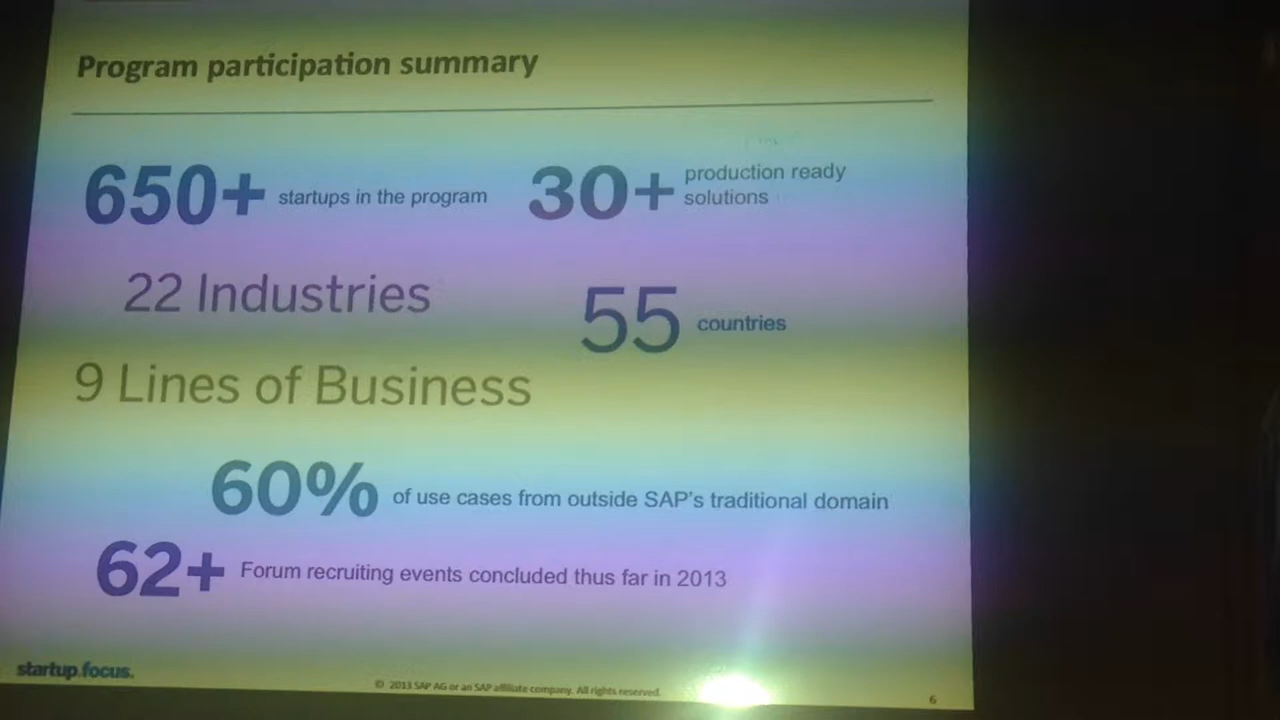 Program participation summary
650+ startups in the program
30+ production ready
solutions
22 Industries
55 countries
9 Lines of Business
60% of use cases from outside SAP's traditional domain
62+ Forum recruiting events concluded thus far in 2013
startup.focus.
© 2013 SAP AG or an SAP affiliate company. All rights reserved.
6